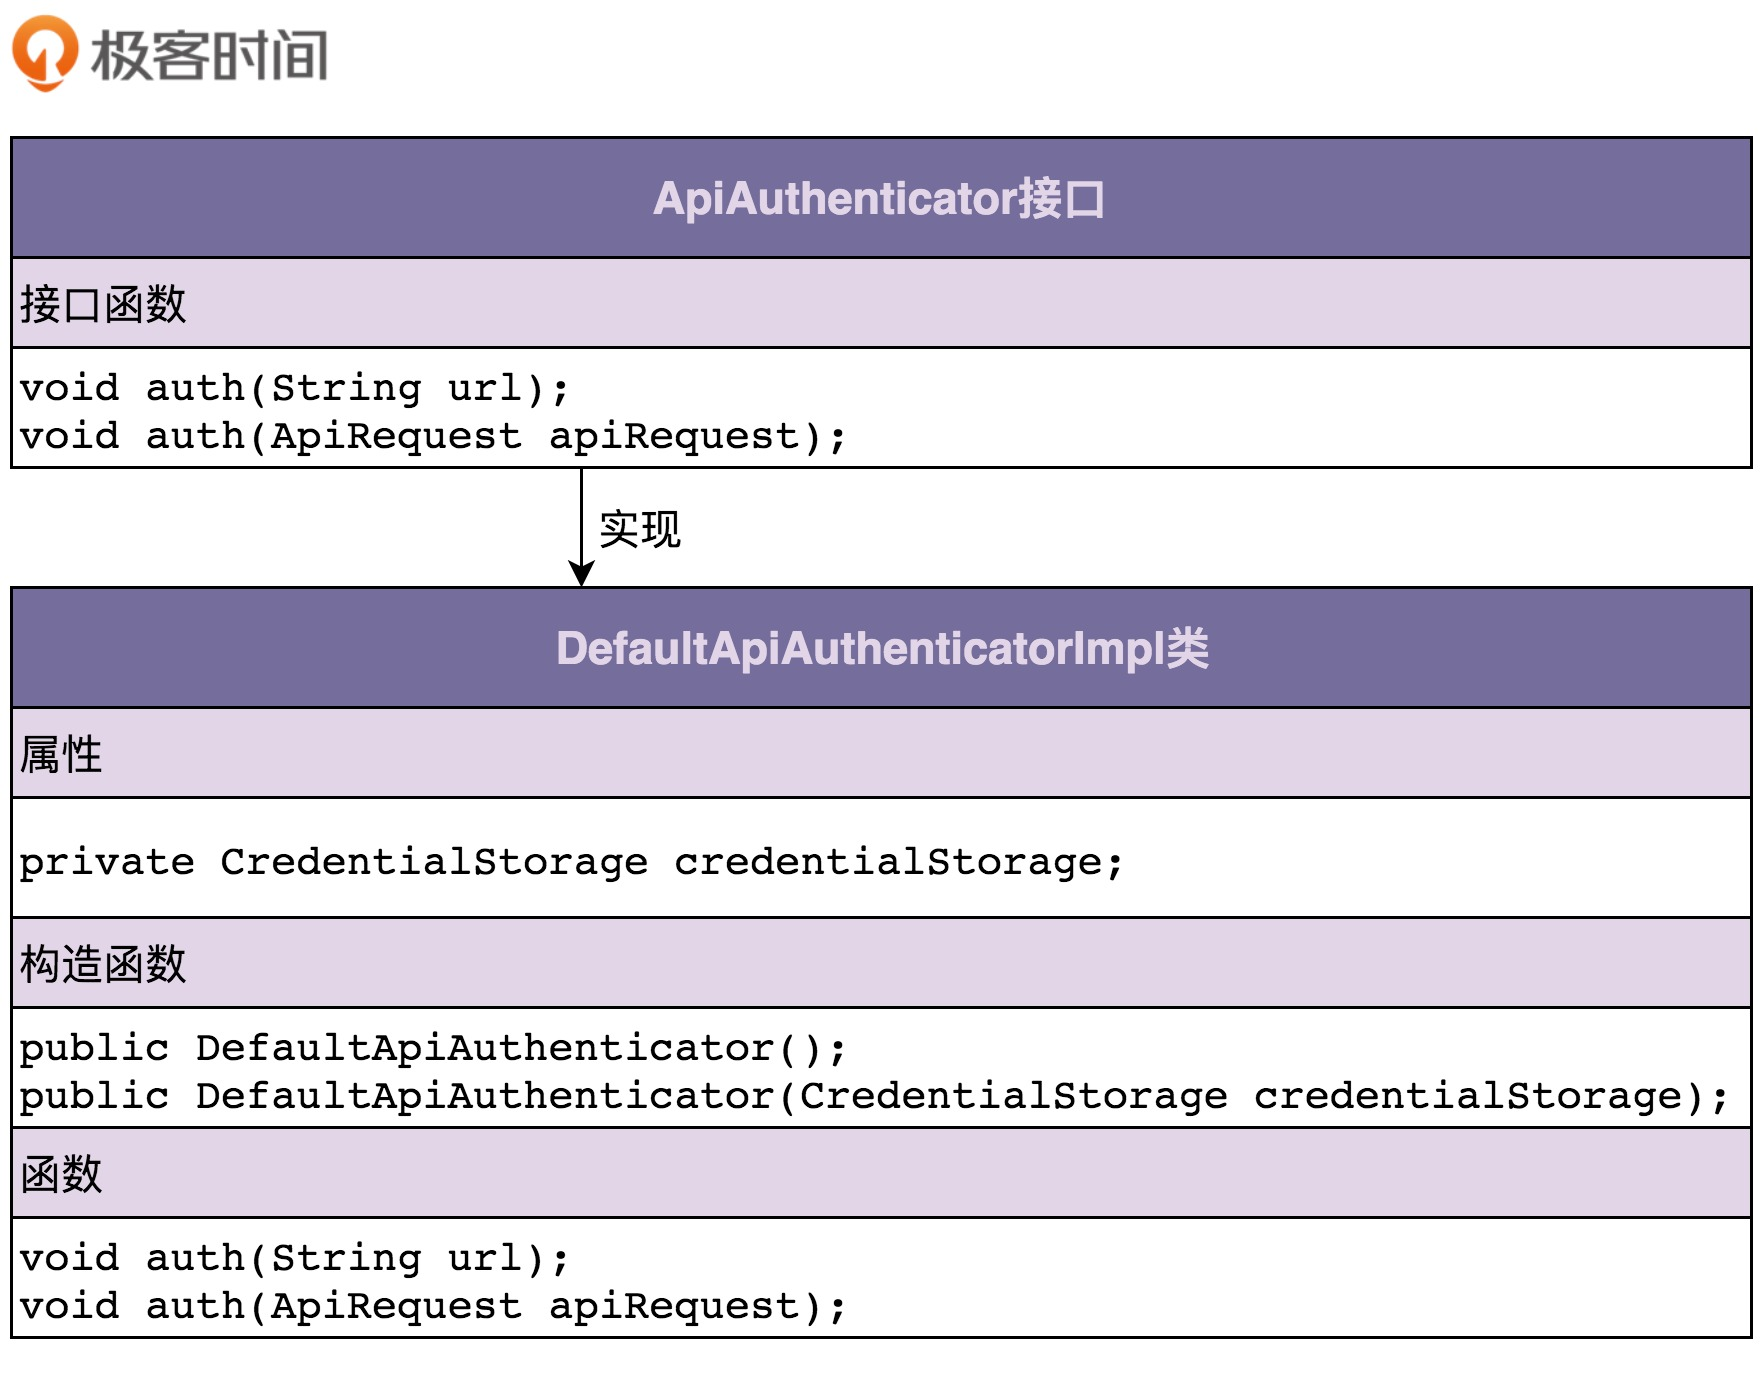 极客时间
ApiAuthenticator接口
接口函数
void auth(String url);
void auth(ApiRequest apiRequest);
实现
DefaultApiAuthenticatorImpl类
属性
private CredentialStorage credentialStorage;
构造函数
public DefaultApiAuthenticator();
public DefaultApiAuthenticator(CredentialStorage credentialStorage);
函数
void auth(String url);
void auth(ApiRequest apiRequest);